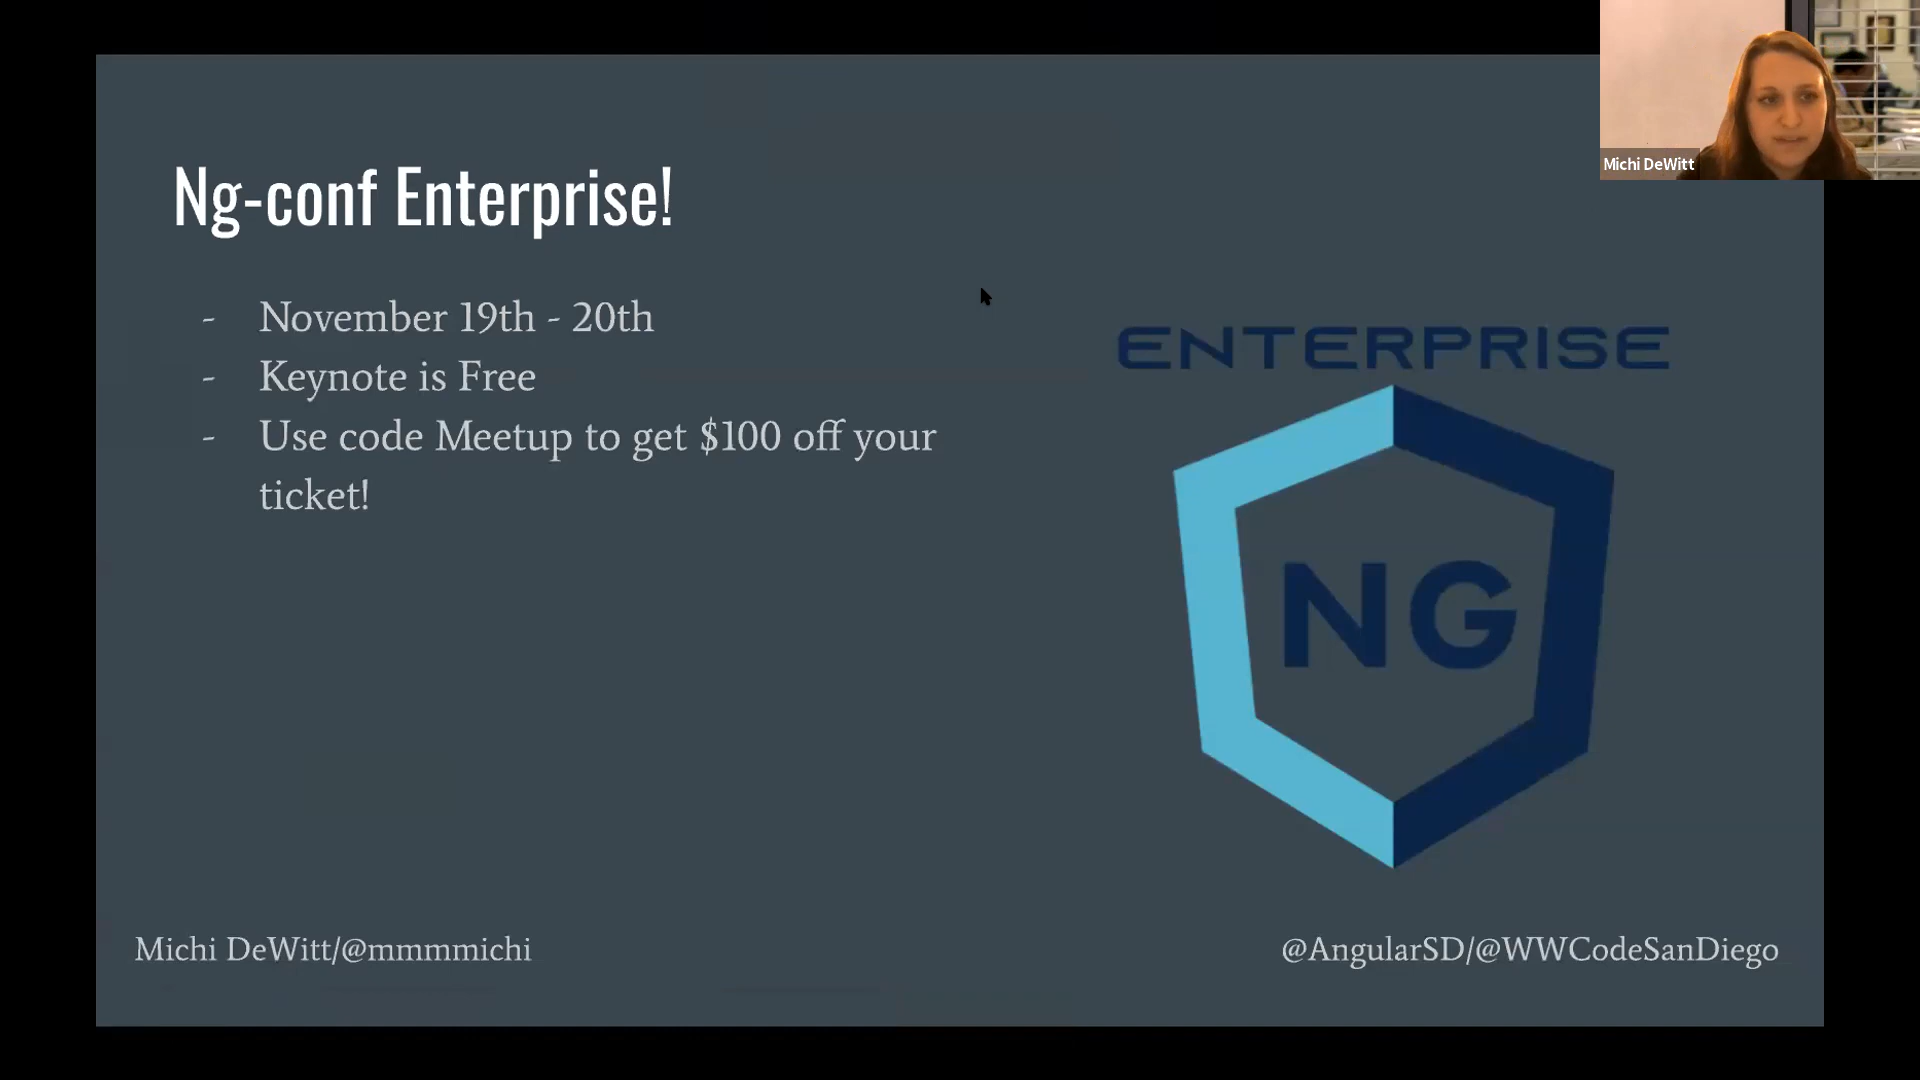 Michi DeWitt
Ng-conf Enterprise!
- November 19th - 20th
- Keynote is Free
- Use code Meetup to get $100 off your
ticket!
ENTERPRISE
NG
Michi DeWitt/@mmmmichi
@AngularSD/@WWCodeSanDiego